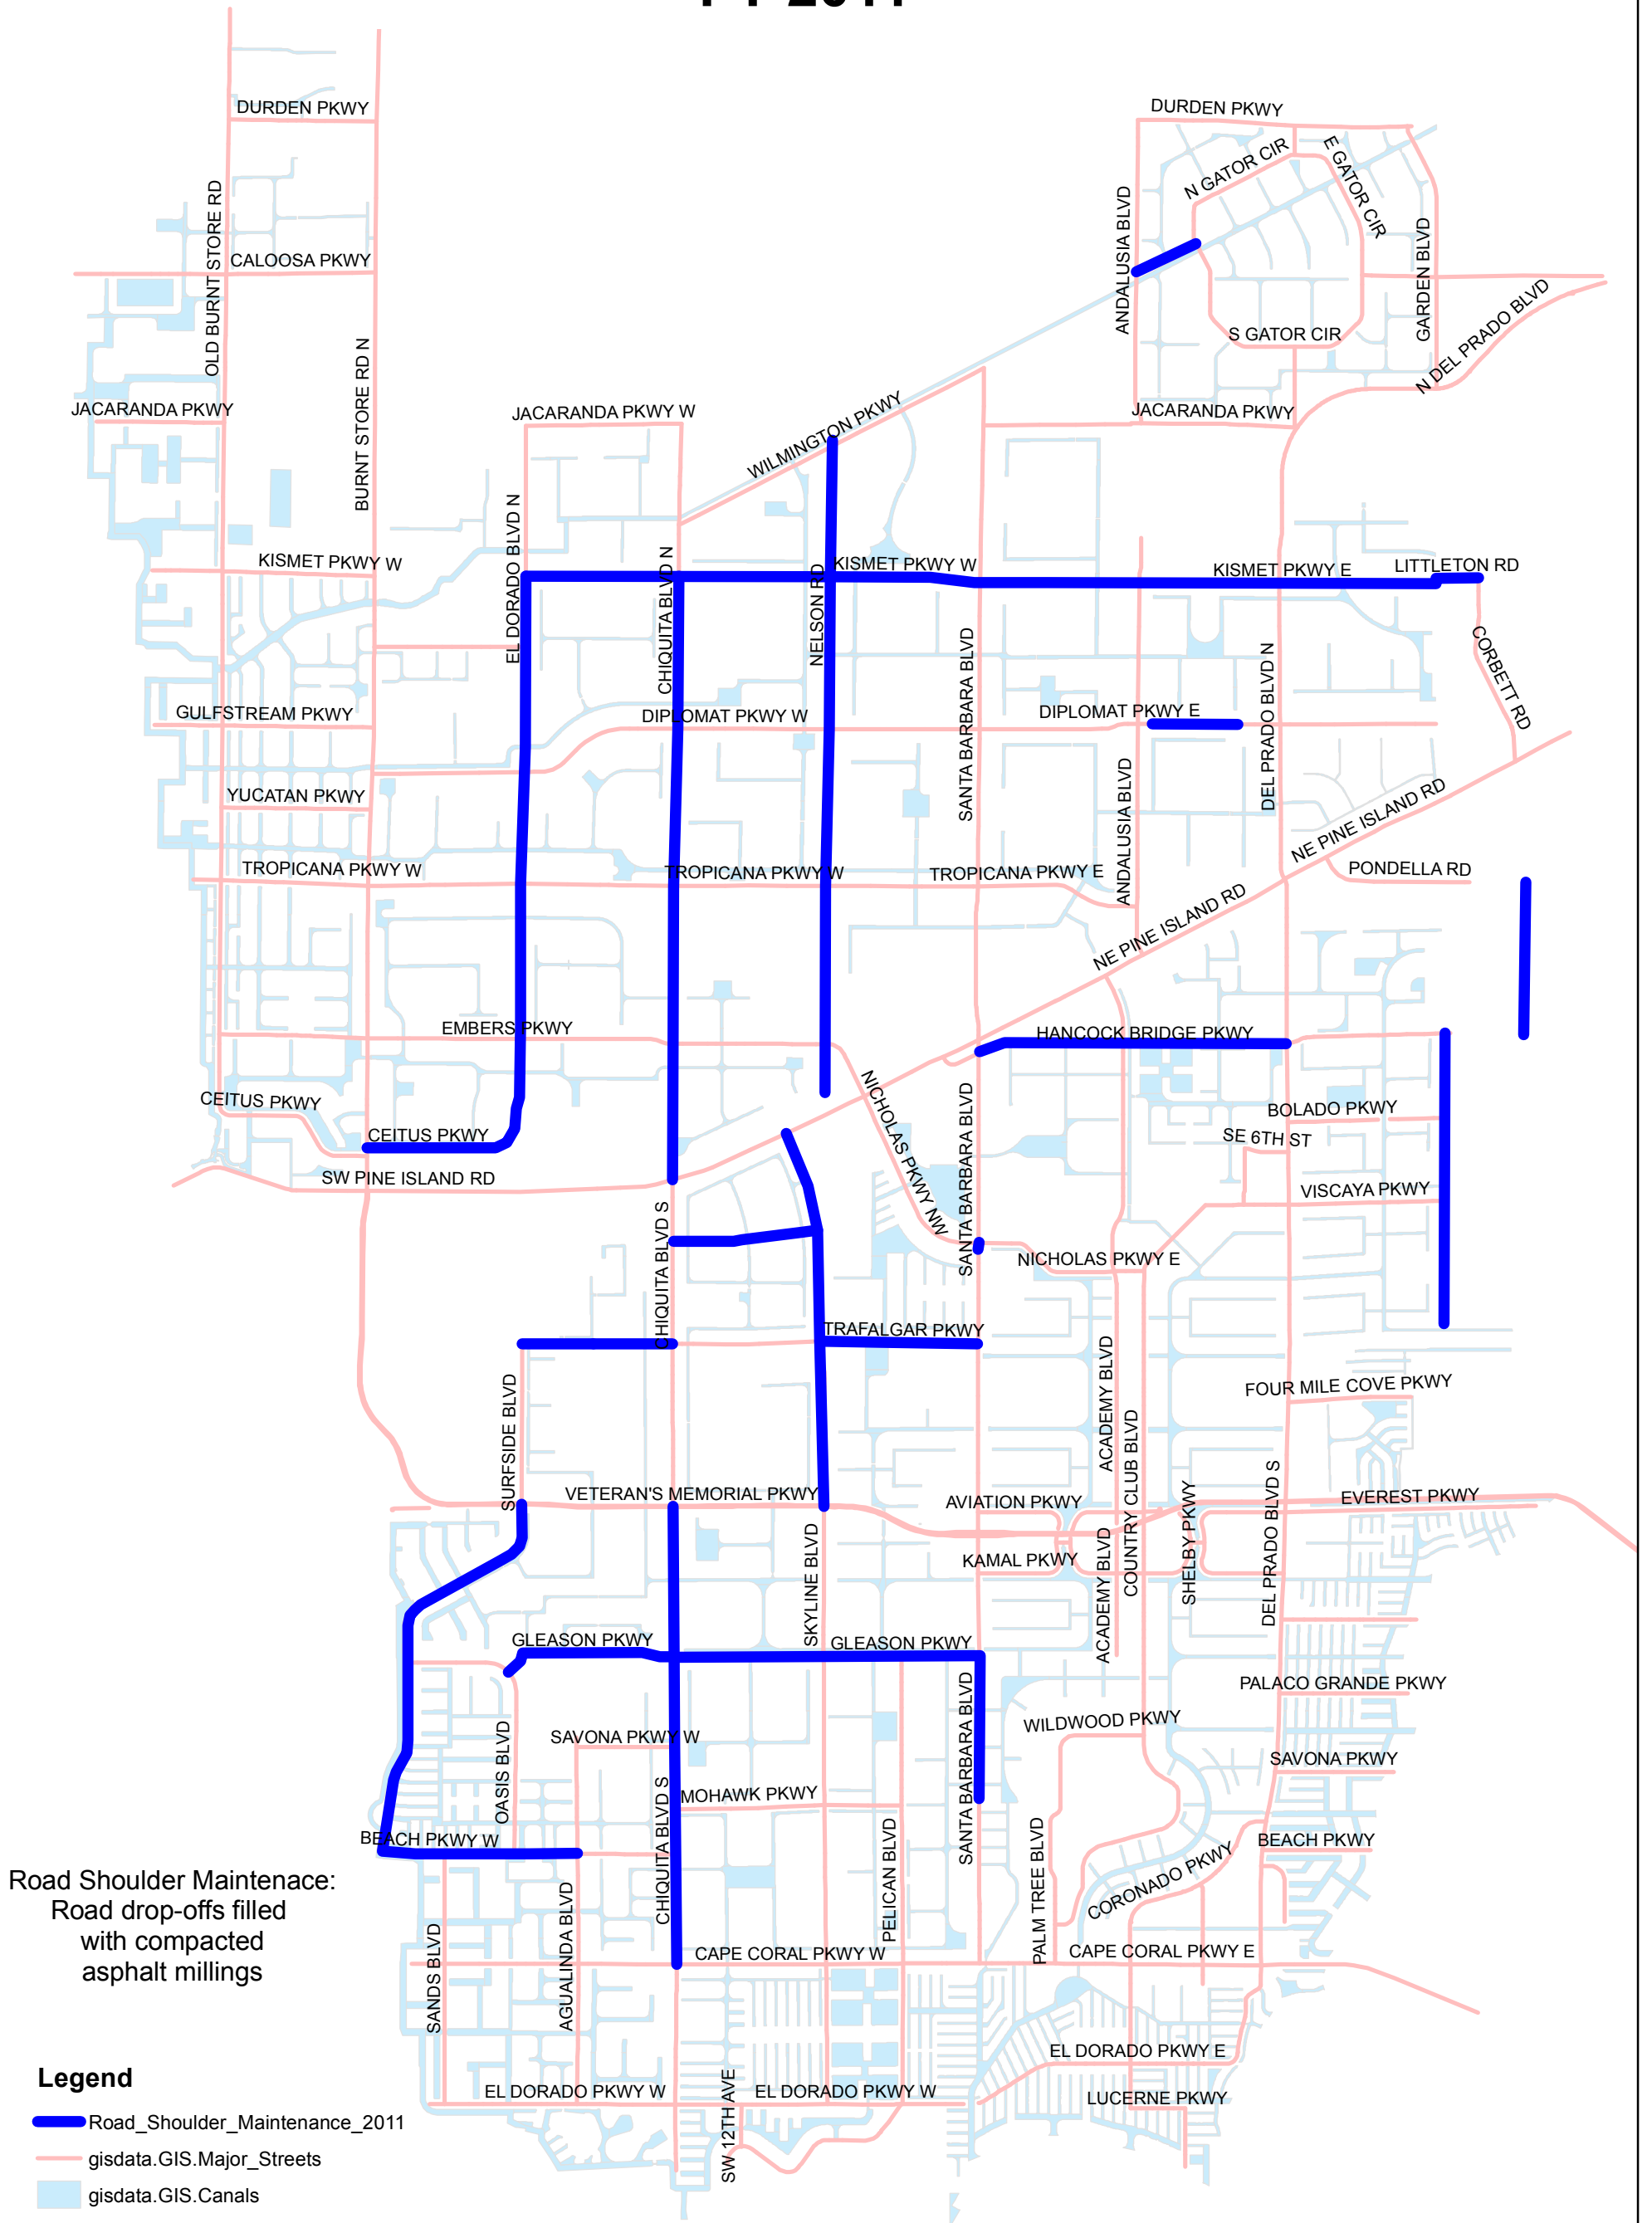 DURDEN PKWY
DURDEN PKWY
N GATOR CIR
E GATOR CIR
OLD BURNT STORE RD
ANDALUSIA BLVD
GARDEN BLVD
CALOOSA PKWY
S GATOR CIR
N DEL PRADO BLVD
BURNT STORE RD N
JACARANDA PKWY
JACARANDA PKWY W
WILMINGTON PKWY
JACARANDA PKWY
EL DORADO BLVD N
CHIQUITA BLVD N
KISMET PKWY W
KISMET PKWY W
KISMET PKWY E
LITTLETON RD
NELSON RD
SANTA BARBARA BLVD
DEL PRADO BLVD N
CORBETT RD
GULFSTREAM PKWY
DIPLOMAT PKWY W
DIPLOMAT PKWY E
YUCATAN PKWY
ANDALUSIA BLVD
NE PINE ISLAND RD
TROPICANA PKWY W
TROPICANA PKWY W
TROPICANA PKWY E
PONDELLA RD
NE PINE ISLAND RD
EMBERS PKWY
HANCOCK BRIDGE PKWY
CEITUS PKWY
NICHOLAS PKWY NW
SANTA BARBARA BLVD
BOLADO PKWY
CEITUS PKWY
SE 6TH ST
SW PINE ISLAND RD
VISCAYA PKWY
CHIQUITA BLVD S
NICHOLAS PKWY E
TRAFALGAR PKWY
ACADEMY BLVD
FOUR MILE COVE PKWY
SURFSIDE BLVD
COUNTRY CLUB BLVD
VETERAN'S MEMORIAL PKWY
AVIATION PKWY
SHELBY PKWY
DEL PRADO BLVD S
EVEREST PKWY
SKYLINE BLVD
KAMAL PKWY
ACADEMY BLVD
GLEASON PKWY
GLEASON PKWY
SANTA BARBARA BLVD
PALACO GRANDE PKWY
OASIS BLVD
SAVONA PKWY W
WILDWOOD PKWY
SAVONA PKWY
CHIQUITA BLVD S
MOHAWK PKWY
BEACH PKWY W
PELICAN BLVD
PALM TREE BLVD
CORONADO PKWY
BEACH PKWY
Road Shoulder Maintenace:
Road drop-offs filled
with compacted
asphalt millings
SANDS BLVD
AGUALINDA BLVD
CAPE CORAL PKWY W
CAPE CORAL PKWY E
EL DORADO PKWY E
EL DORADO PKWY W
SW 12TH AVE
EL DORADO PKWY W
LUCERNE PKWY
Legend
Road_Shoulder_Maintenance_2011
gisdata.GIS.Major_Streets
gisdata.GIS.Canals